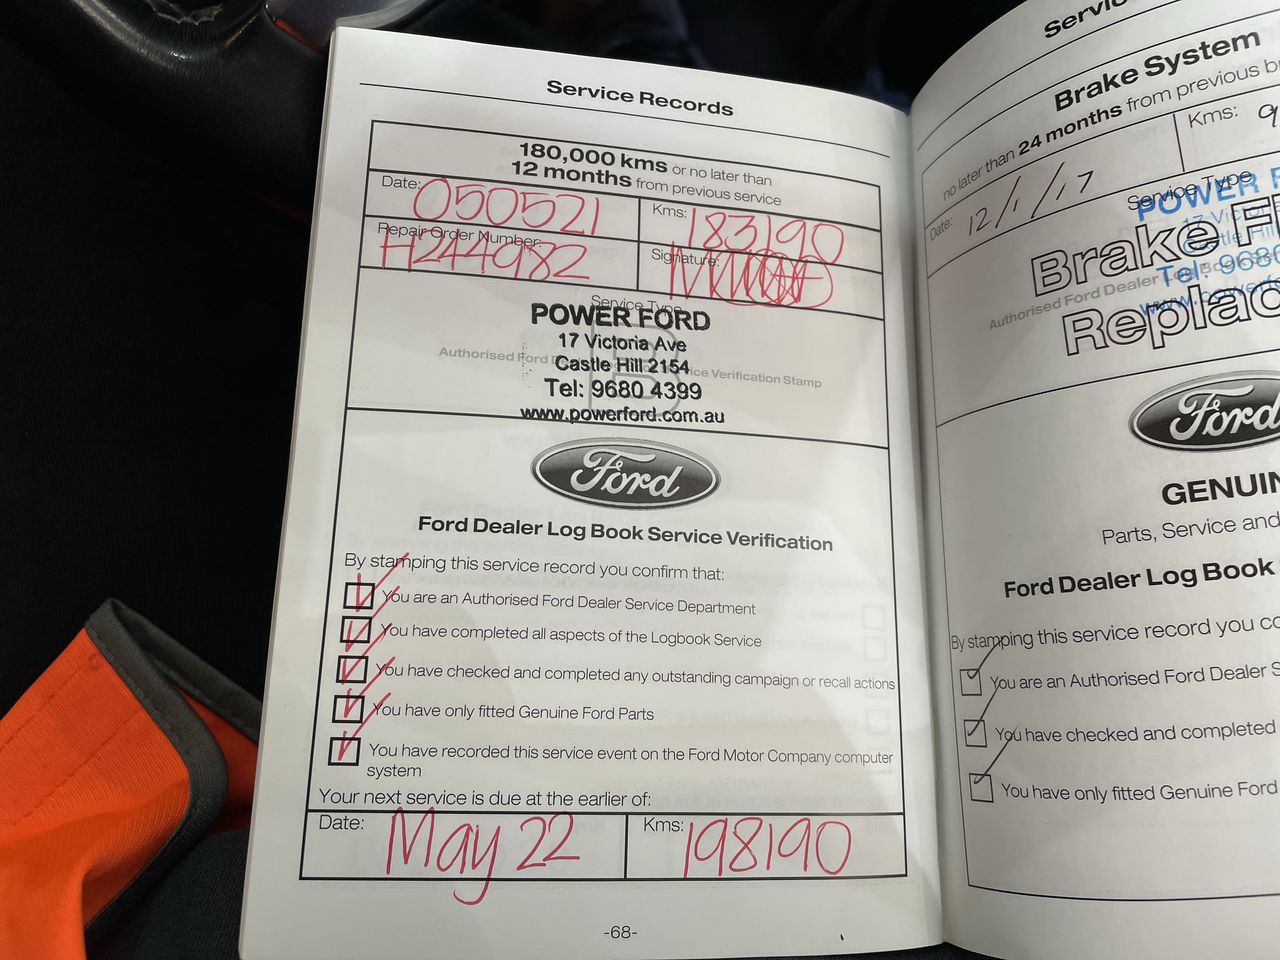 Service Records
180,000 kms or no later than
12 months from previous service
Date: 050521
Kms: 183190
Repair Order Number: H244982
Signature:
Service Type
B
POWER FORD
17 Victoria Ave
Authorised Ford Service Verification Stamp
Castle Hill 2154
Tel: 9680 4399
www.powerford.com.au
Ford
Ford Dealer Log Book Service Verification
By stamping this service record you confirm that:
You are an Authorised Ford Dealer Service Department
You have completed all aspects of the Logbook Service
You have checked and completed any outstanding campaign or recall actions
You have only fitted Genuine Ford Parts
You have recorded this service event on the Ford Motor Company computer
system
Your next service is due at the earlier of:
Date: May 22
Kms: 198190
-68-
Brake System
no later than 24 months from previous
Kms:
Date: 12/1/17
Service Type
POWER
Brake
Authorised Ford Dealer
Tel:
Ford
Parts, Service and
Ford Dealer Log Book
By stamping this service record you
You are an Authorised Ford Dealer
You have checked and completed
You have only fitted Genuine Ford